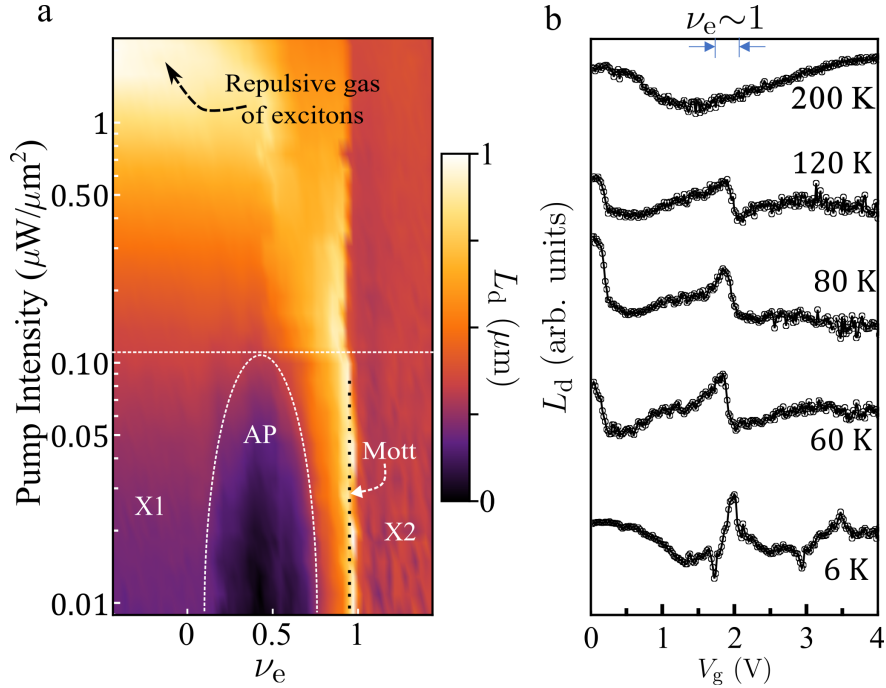 a
Repulsive gas
of excitons
Pump Intensity (μW/μm²)
1
0.50
0.10
0.05
0.01
AP
Mott
X1
X2
0
0.5
1
νe
1
Ld (μm)
0
b
νe~1
200 K
120 K
80 K
60 K
6 K
Ld (arb. units)
0 1 2 3 4
Vg (V)